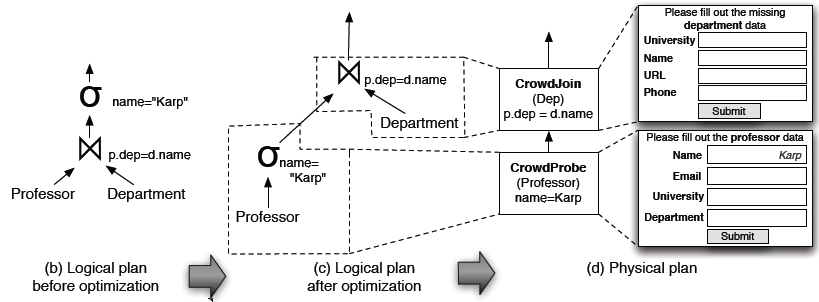 σ name="Karp"
p.dep=d.name
Professor Department
(b) Logical plan
before optimization
p.dep=d.name
Department
σ name=
"Karp"
Professor
(c) Logical plan
after optimization
CrowdJoin
(Dep)
p.dep = d.name
CrowdProbe
(Professor)
name=Karp
Please fill out the missing
department data
University
Name
URL
Phone
Submit
Please fill out the professor data
Name Karp
Email
University
Department
Submit
(d) Physical plan